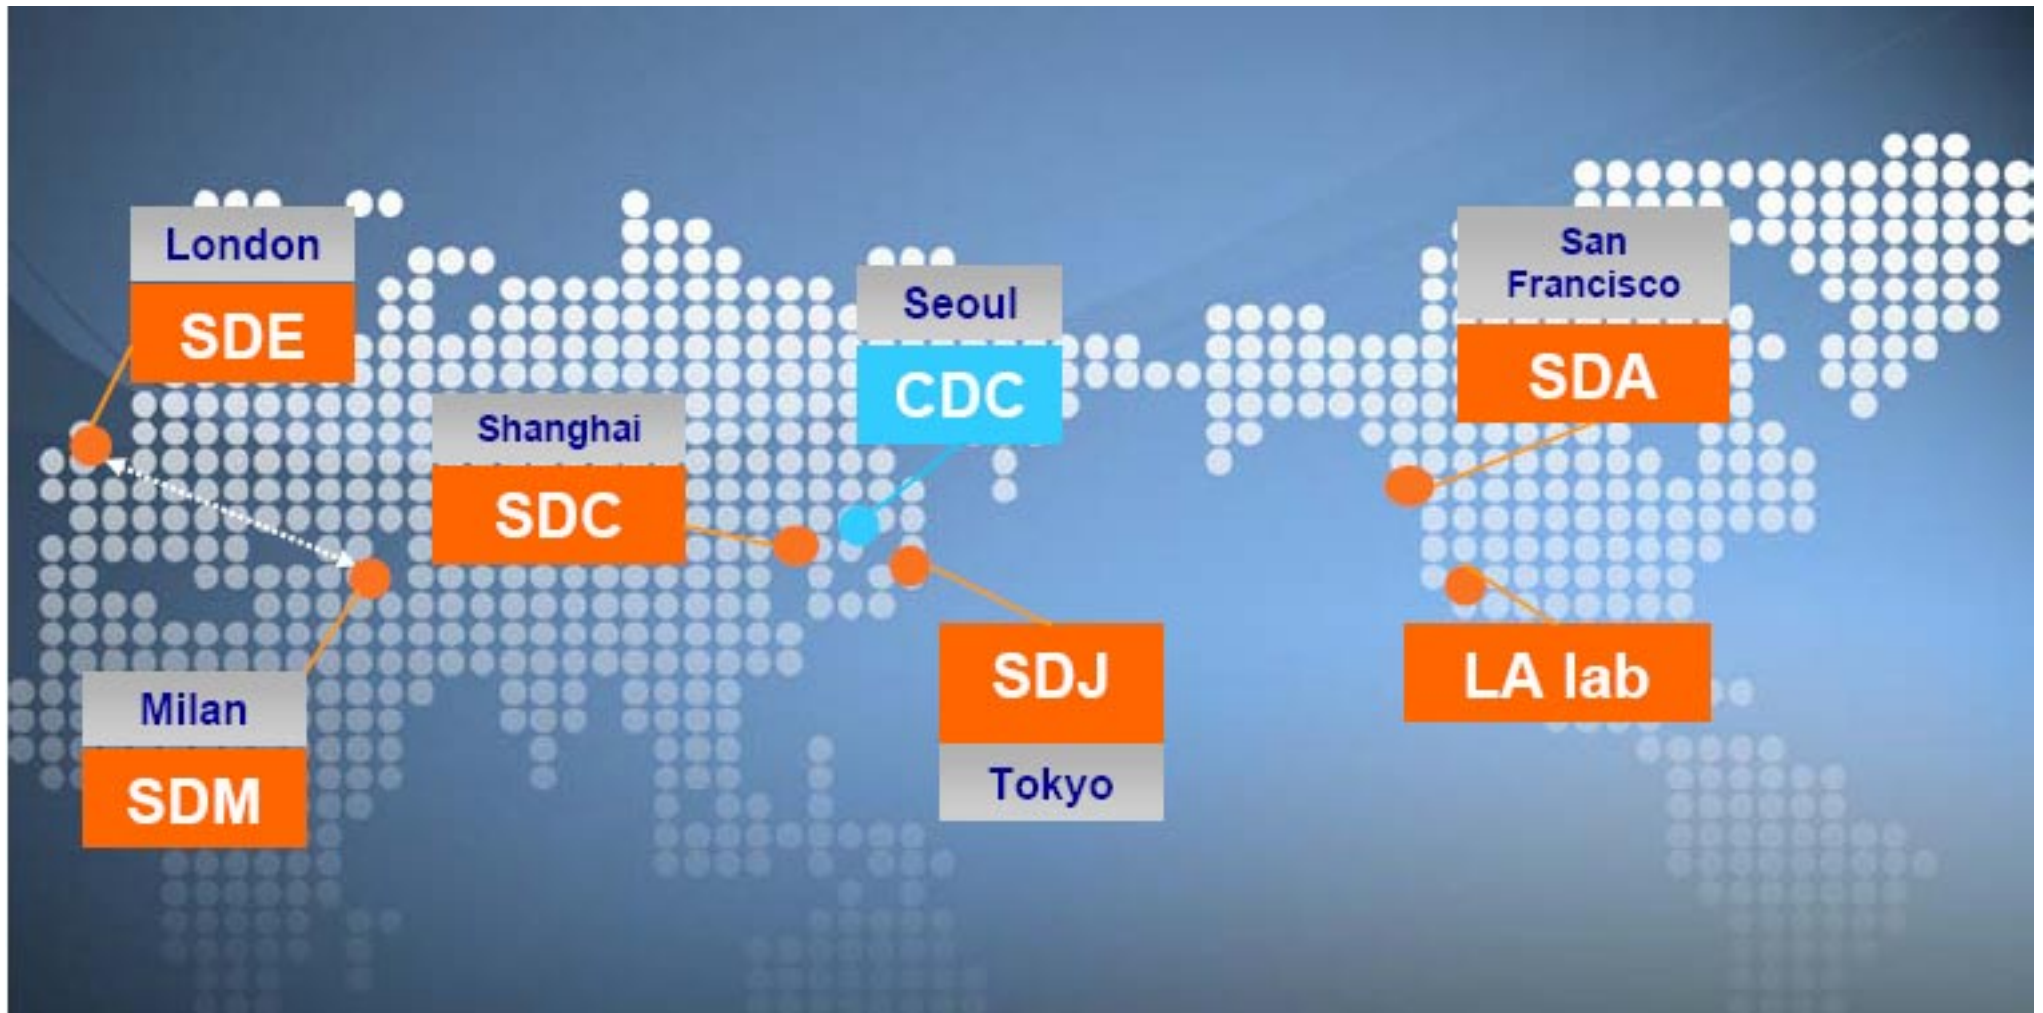 London
SDE
Seoul
CDC
San
Francisco
SDA
Shanghai
SDC
Milan
SDM
SDJ
Tokyo
LA lab